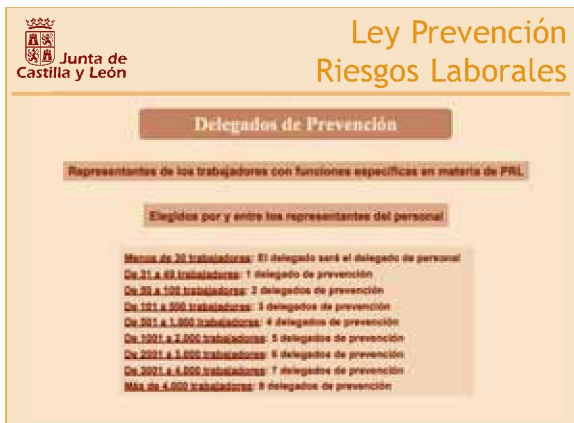 Junta de
Castilla y León
Ley Prevención
Riesgos Laborales
Delegados de Prevención
Representantes de los trabajadores con funciones específicas en materia de PRL
Elegidos por y entre los representantes del personal
Menos de 30 trabajadores: El delegado será el delegado de personal
De 31 a 49 trabajadores: 1 delegado de prevención
De 50 a 100 trabajadores: 2 delegados de prevención
De 101 a 500 trabajadores: 3 delegados de prevención
De 501 a 1.000 trabajadores: 4 delegados de prevención
De 1001 a 2.000 trabajadores: 5 delegados de prevención
De 2001 a 3.000 trabajadores: 6 delegados de prevención
De 3001 a 4.000 trabajadores: 7 delegados de prevención
Más de 4.000 trabajadores: 8 delegados de prevención